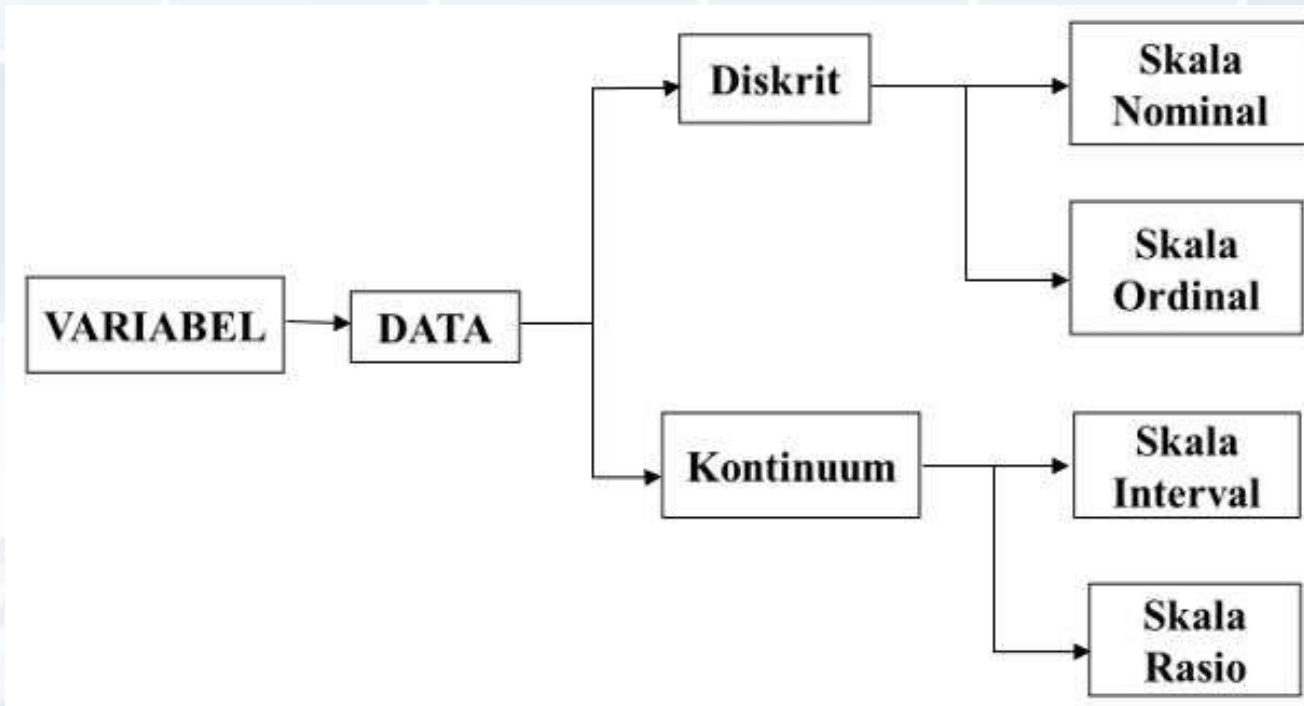 VARIABEL
DATA
Diskrit
Skala
Nominal
Skala
Ordinal
Kontinuum
Skala
Interval
Skala
Rasio